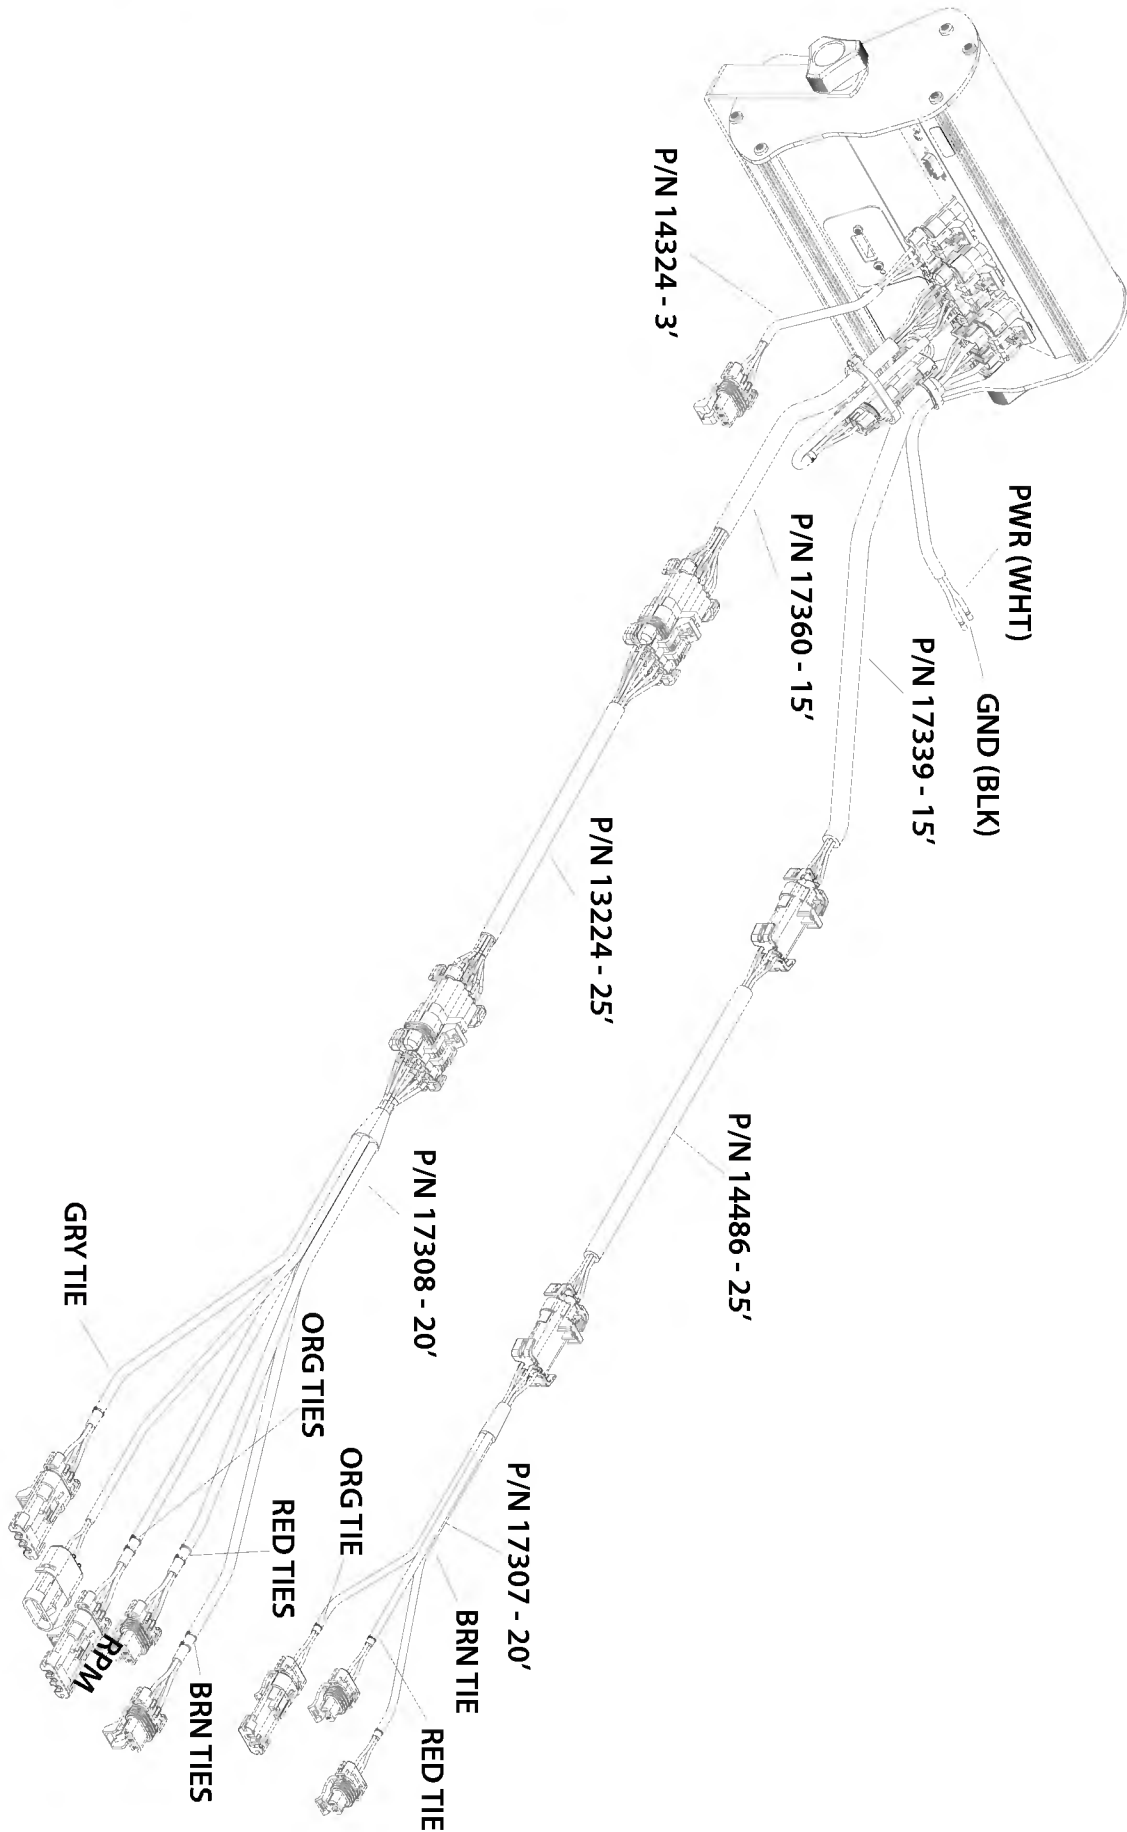 P/N 14324 - 3′
PWR (WHT)
GND (BLK)
P/N 17360 - 15′
P/N 17339 - 15′
P/N 13224 - 25′
P/N 14486 - 25′
P/N 17308 - 20′
P/N 17307 - 20′
GRY TIE
ORG TIES
RED TIES
BRN TIES
RPM
ORG TIE
BRN TIE
RED TIE